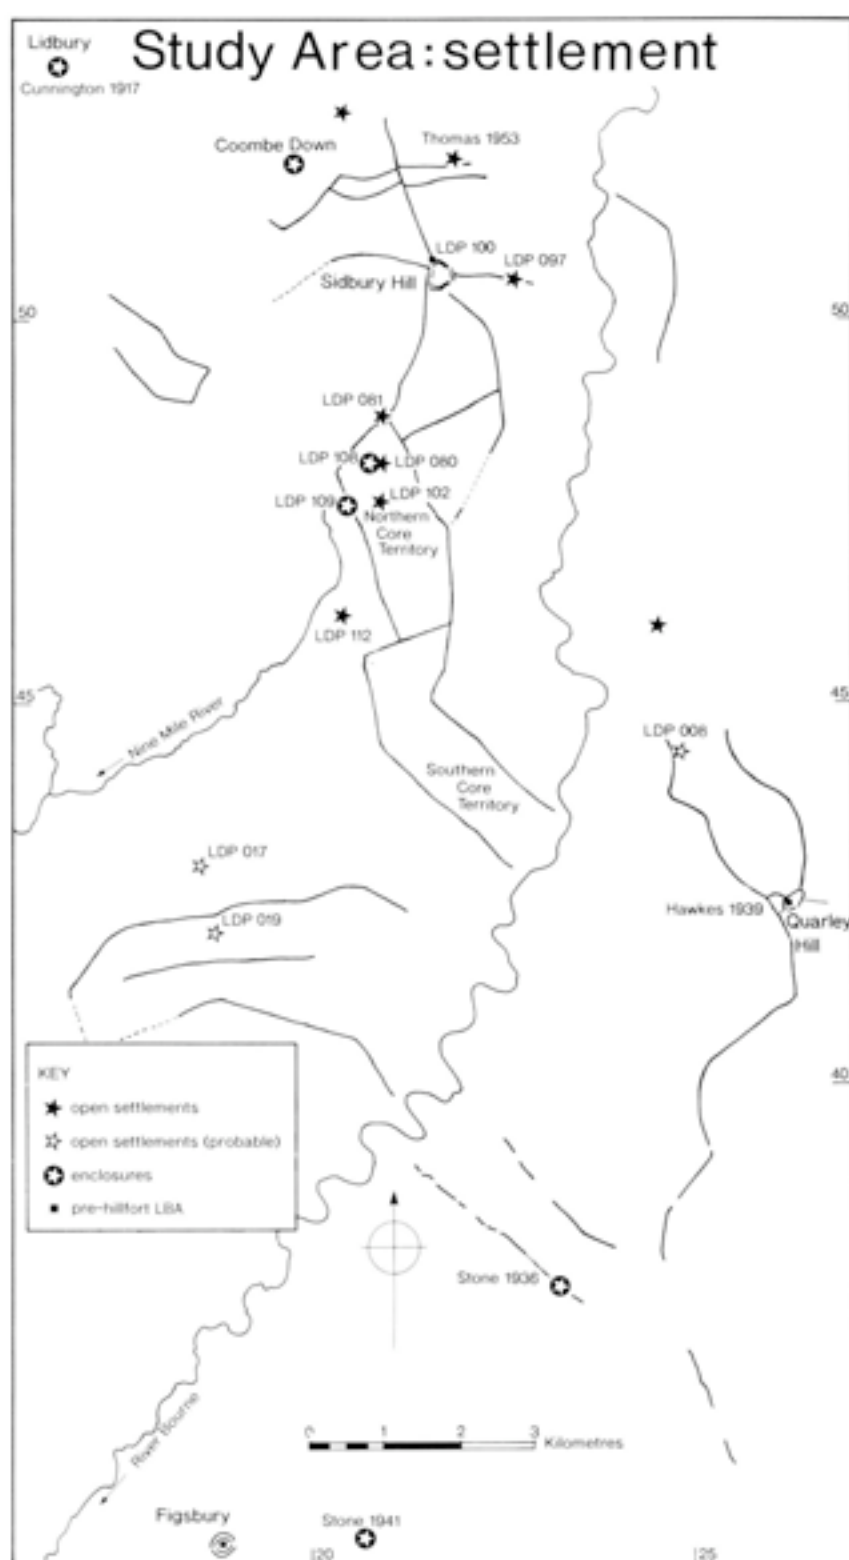 Study Area: settlement
Lidbury
Cunnington 1917
Coombe Down
Thomas 1953
LDP 100
LDP 097
Sidbury Hill
50
50
LDP 081
LDP 108
LDP 080
LDP 109
LDP 102
Northern
Core
Territory
LDP 112
45
45
Nine Mile River
LDP 008
Southern
Core
Territory
LDP 017
Hawkes 1939
Quarley
Hill
LDP 019
KEY
open settlements
open settlements (probable)
enclosures
pre-hillfort LBA
40
Stone 1936
0 1 2 3
Kilometres
River Bourne
Figsbury
Stone 1941
20
25